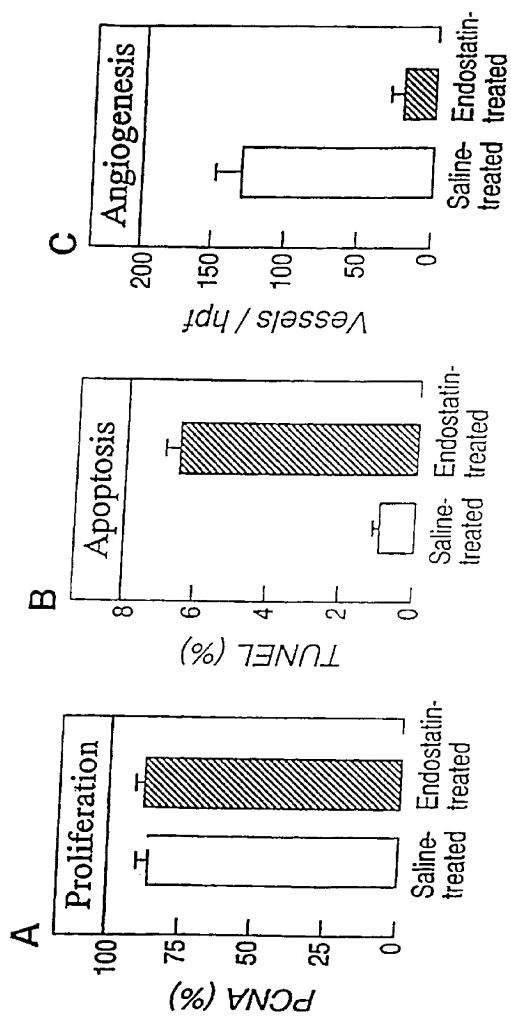 A
Proliferation
PCNA (%)
100
75
50
25
0
Saline-
treated
Endostatin-
treated
B
Apoptosis
TUNEL (%)
8
6
4
2
0
Saline-
treated
Endostatin-
treated
C
Angiogenesis
Vessels / hpf
200
150
100
50
0
Saline-
treated
Endostatin-
treated